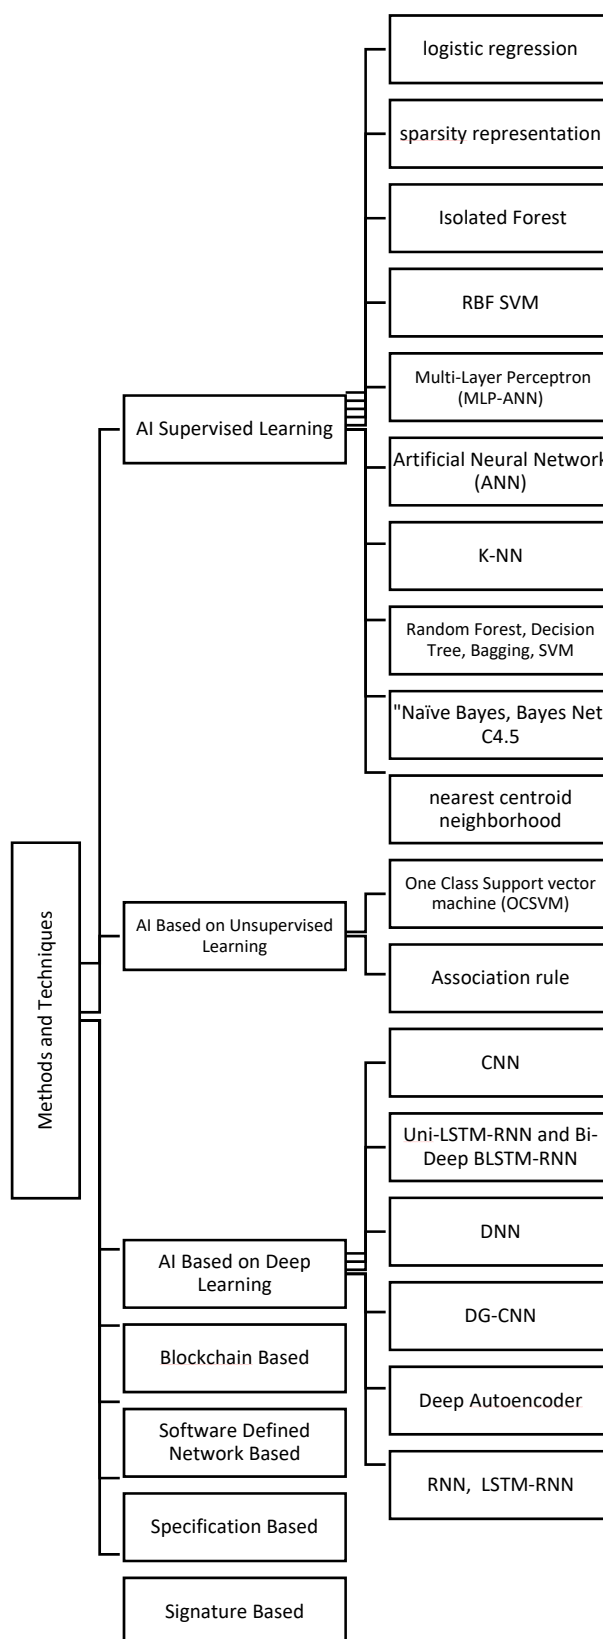 Methods and Techniques
AI Supervised Learning
logistic regression
sparsity representation
Isolated Forest
RBF SVM
Multi-Layer Perceptron
(MLP-ANN)
Artificial Neural Network
(ANN)
K-NN
Random Forest, Decision
Tree, Bagging, SVM
"Naïve Bayes, Bayes Net
C4.5
nearest centroid
neighborhood
AI Based on Unsupervised
Learning
One Class Support vector
machine (OCSVM)
Association rule
AI Based on Deep
Learning
CNN
Uni-LSTM-RNN and Bi-
Deep BLSTM-RNN
DNN
DG-CNN
Deep Autoencoder
RNN, LSTM-RNN
Blockchain Based
Software Defined
Network Based
Specification Based
Signature Based